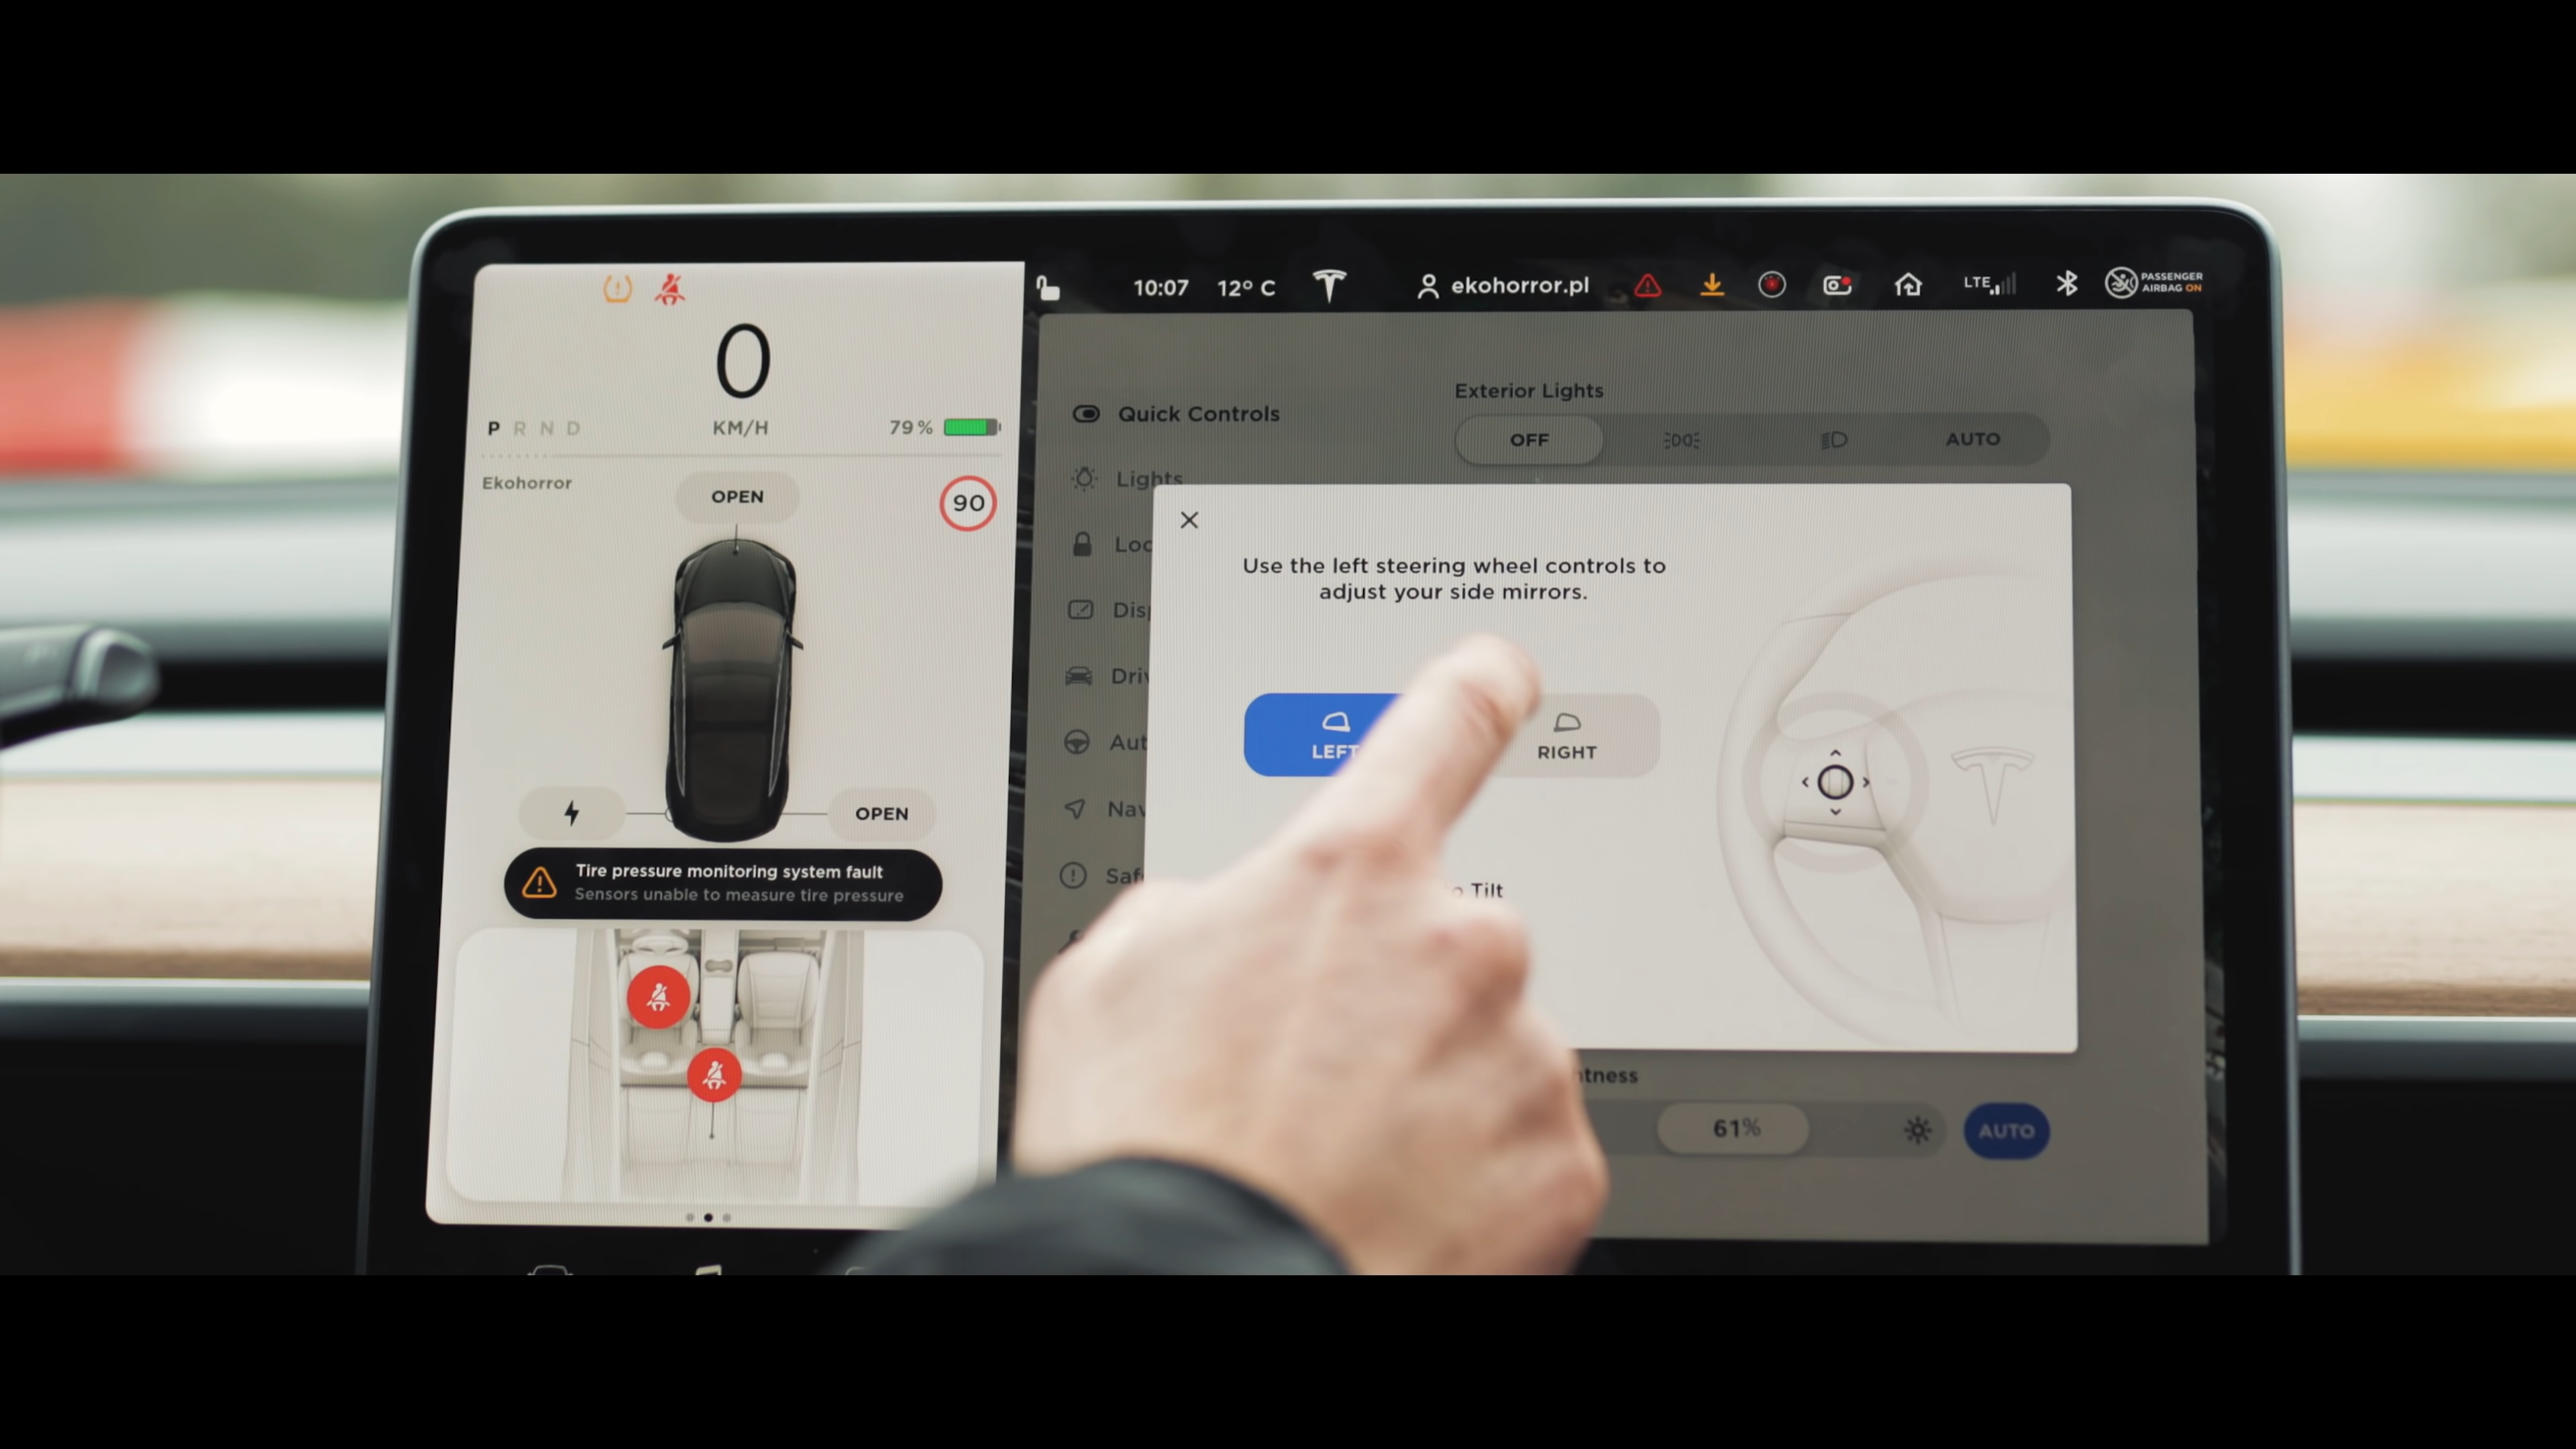 10:07 12° C ekohorror.pl LTE PASSENGER
AIRBAG ON
0
KM/H
P R N D
79 %
Ekohorror
OPEN
90
OPEN
Tire pressure monitoring system fault
Sensors unable to measure tire pressure
Quick Controls
Lights
Exterior Lights
OFF
AUTO
Use the left steering wheel controls to
adjust your side mirrors.
LEFT
RIGHT
Tilt
61%
AUTO